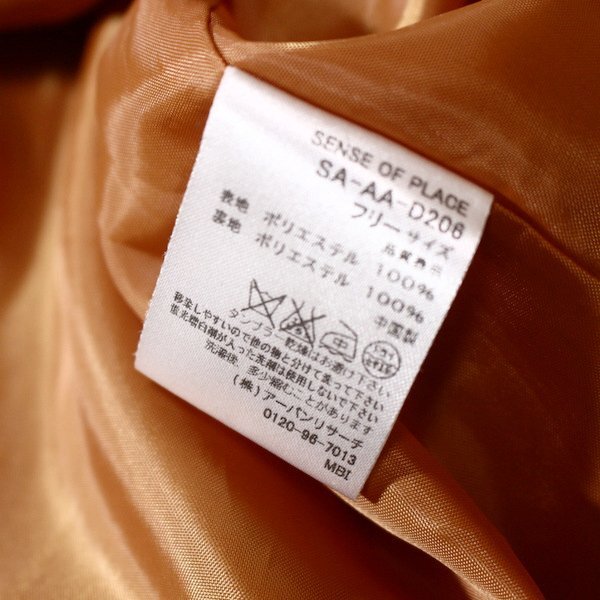 SENSE OF PLACE
SA-AA-D206
フリーサイズ
品質表示
表地 ポリエステル 100%
裏地 ポリエステル 100%
中国製
タンブラー乾燥はお避け下さい
移染しやすいので他の物と分けて洗って下さい
蛍光増白剤が入った洗剤は使用しないで下さい
洗濯後、多少縮むことがあります
(株)アーバンリサーチ
0120-96-7013
MBI